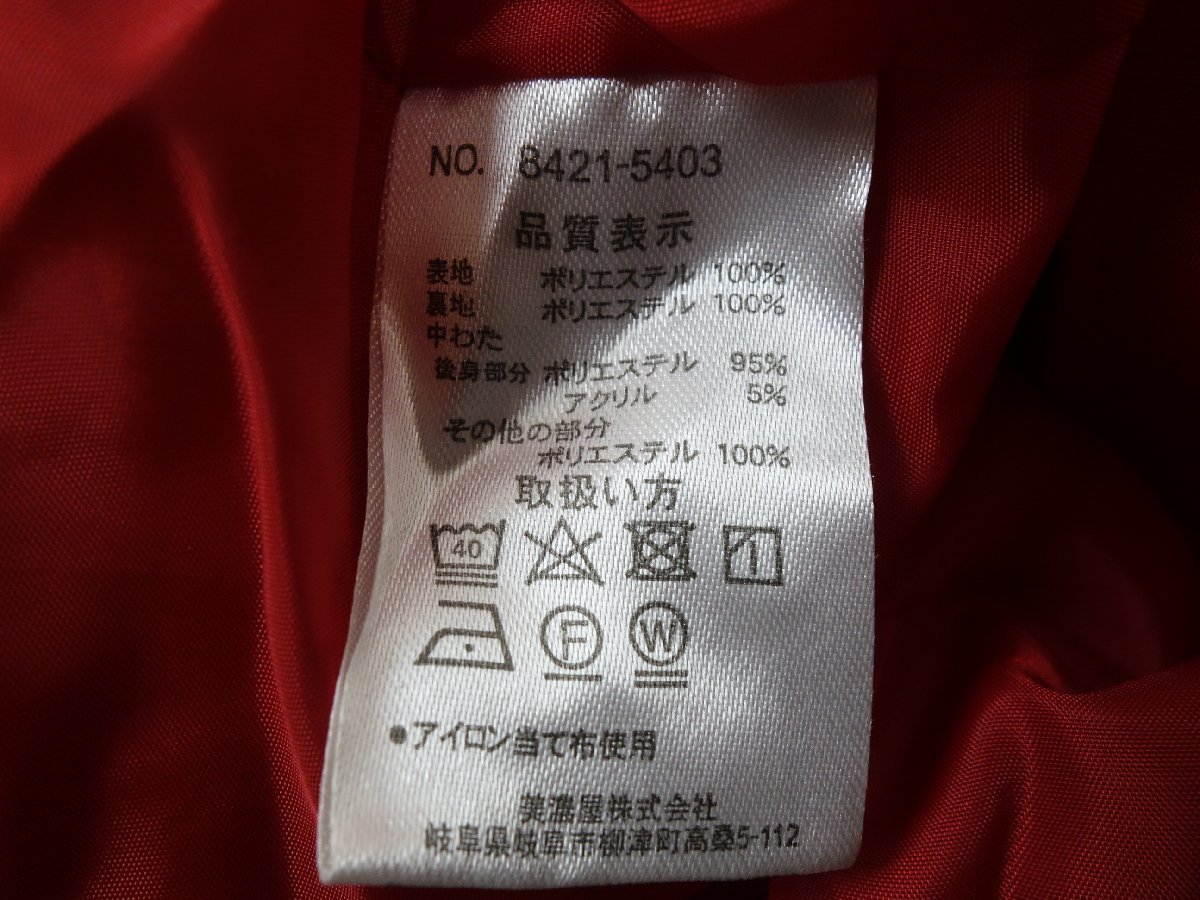 NO. 8421-5403
品質表示
表地 ポリエステル 100%
裏地 ポリエステル 100%
中わた
後身部分 ポリエステル 95%
アクリル 5%
その他の部分
ポリエステル 100%
取扱い方
40 1
F W
●アイロン当て布使用
美濃屋株式会社
岐阜県岐阜市柳津町高桑5-112